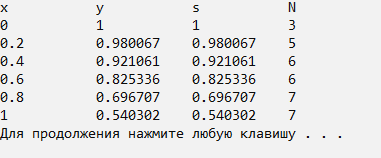 x y s N
0 1 1 3
0.2 0.980067 0.980067 5
0.4 0.921061 0.921061 6
0.6 0.825336 0.825336 6
0.8 0.696707 0.696707 7
1 0.540302 0.540302 7
Для продолжения нажмите любую клавишу . . .